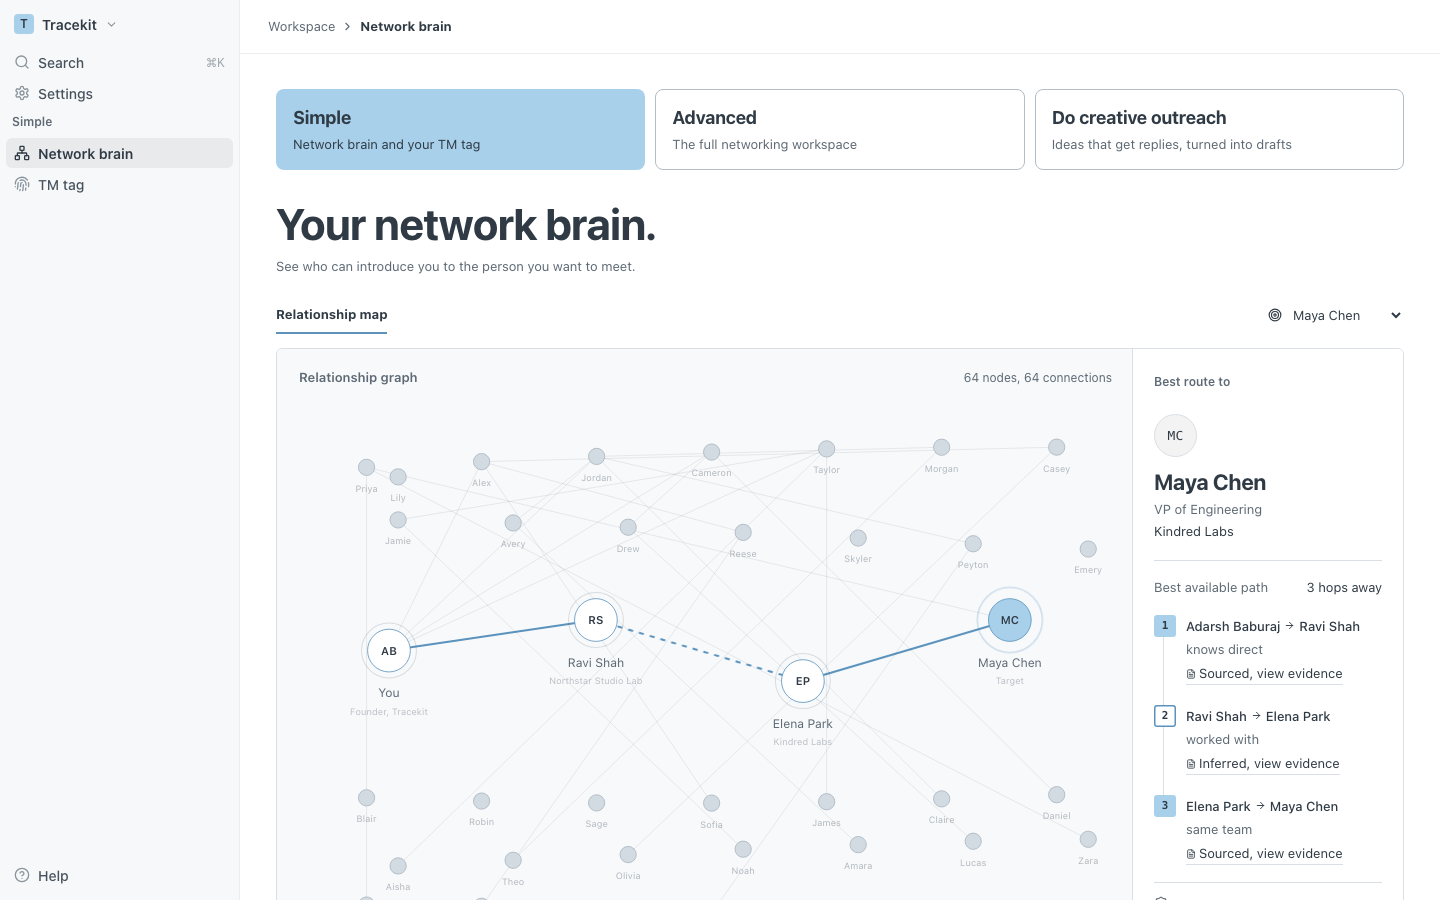 T Tracekit
Search ⌘K
Settings
Simple
Network brain
TM tag
Help
Workspace > Network brain
Simple
Network brain and your TM tag
Advanced
The full networking workspace
Do creative outreach
Ideas that get replies, turned into drafts
Your network brain.
See who can introduce you to the person you want to meet.
Relationship map
Maya Chen
Relationship graph
64 nodes, 64 connections
Priya
Lily
Alex
Jordan
Cameron
Taylor
Morgan
Casey
Jamie
Avery
Drew
Reese
Skyler
Peyton
Emery
AB
You
Founder, Tracekit
RS
Ravi Shah
Northstar Studio Lab
EP
Elena Park
Kindred Labs
MC
Maya Chen
Target
Blair
Robin
Sage
Sofia
James
Claire
Daniel
Aisha
Theo
Olivia
Noah
Amara
Lucas
Zara
Best route to
MC
Maya Chen
VP of Engineering
Kindred Labs
Best available path 3 hops away
1 Adarsh Baburaj → Ravi Shah
knows direct
Sourced, view evidence
2 Ravi Shah → Elena Park
worked with
Inferred, view evidence
3 Elena Park → Maya Chen
same team
Sourced, view evidence